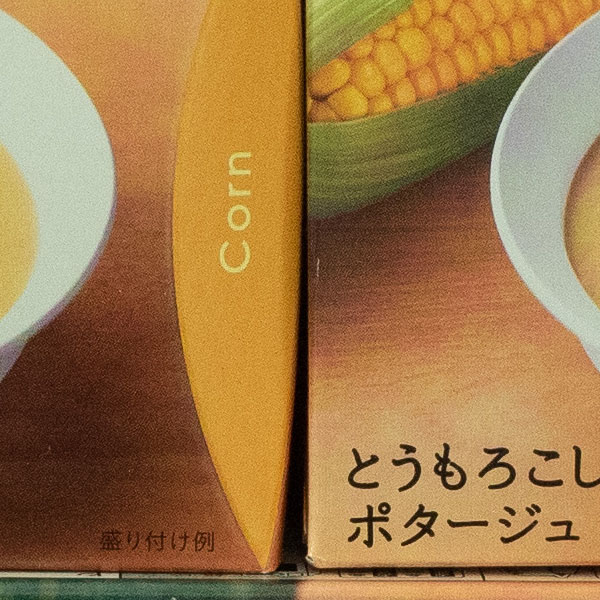 Corn
盛り付け例
とうもろこし
ポタージュ